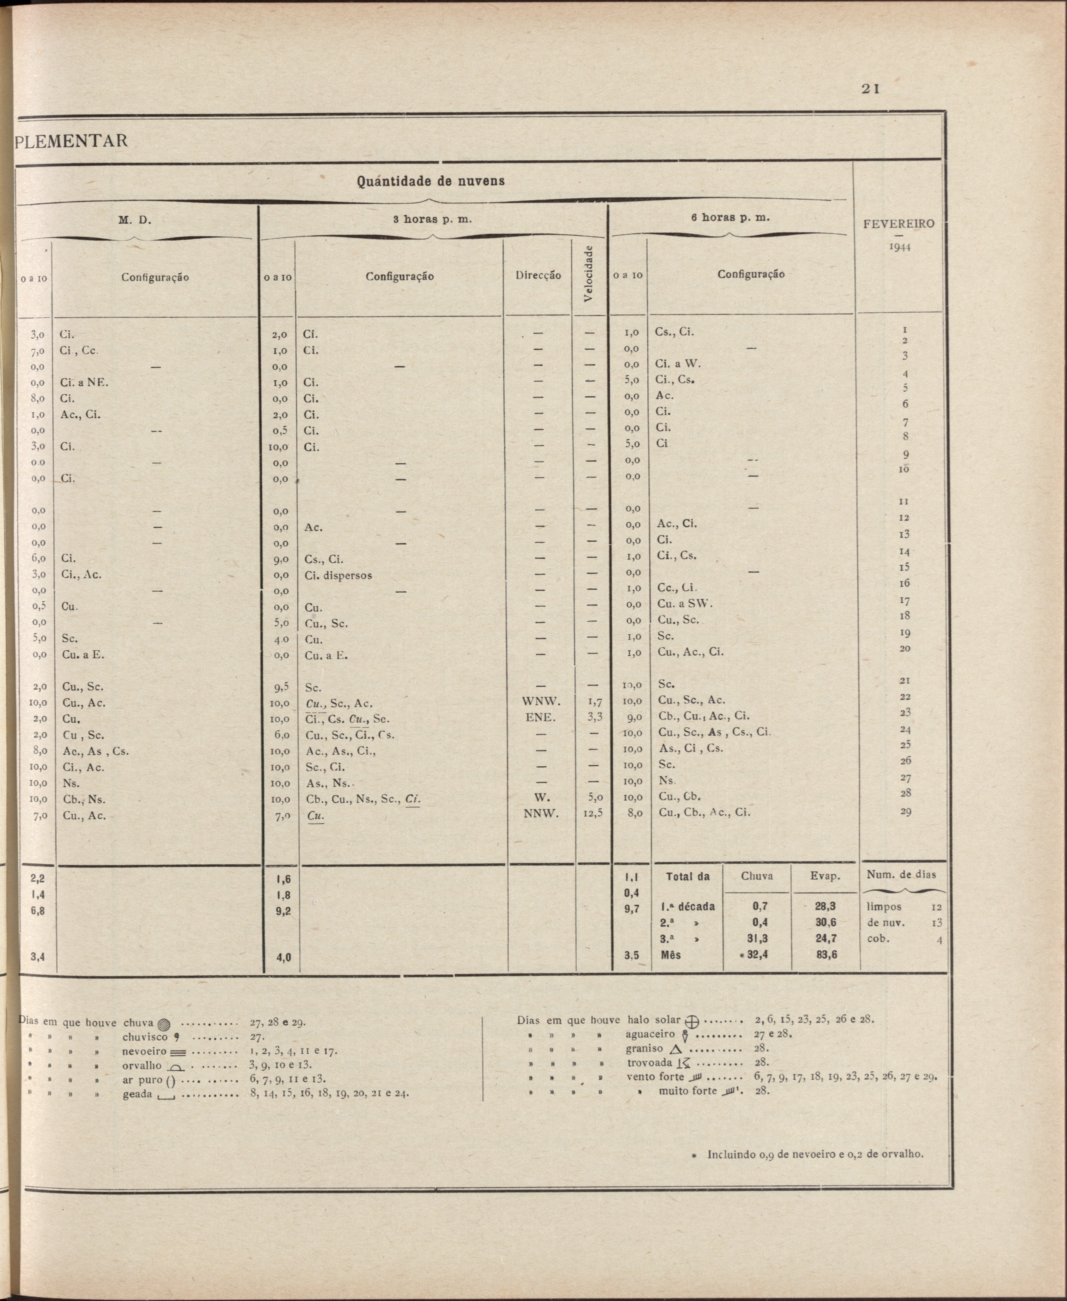 21
PLEMENTAR
Quantidade de nuvens
M. D. 3 horas p. m. 6 horas p. m. FEVEREIRO
—
1944
0 a 10 Configuração 0 a 10 Configuração Direcção Velocidade 0 a 10 Configuração
3,0 Ci. 2,0 Ci. — — 1,0 Cs., Ci. 1
7,0 Ci , Cc. 1,0 Ci. — — 0,0 — 2
0,0 — 0,0 — — — 0,0 Ci. a W. 3
0,0 Ci. a NE. 1,0 Ci. — — 5,0 Ci., Cs. 4
8,0 Ci. 0,0 Ci. — — 0,0 Ac. 5
1,0 Ac., Ci. 2,0 Ci. — — 0,0 Ci. 6
0,0 — 0,5 Ci. — — 0,0 Ci. 7
3,0 Ci. 10,0 Ci. — — 5,0 Ci 8
0 0 — 0,0 — — — 0,0 — 9
0,0 Ci. 0,0 — — — 0,0 — 10
0,0 — 0,0 — — — 0,0 — 11
0,0 — 0,0 Ac. — — 0,0 Ac., Ci. 12
0,0 — 0,0 — — — 0,0 Ci. 13
6,0 Ci. 9,0 Cs., Ci. — — 1,0 Ci., Cs. 14
3,0 Ci., Ac. 0,0 Ci. dispersos — — 0,0 — 15
0,0 — 0,0 — — — 1,0 Cc., Ci. 16
0,5 Cu. 0,0 Cu. — — 0,0 Cu. a SW. 17
0,0 — 5,0 Cu., Sc. — — 0,0 Cu., Sc. 18
5,0 Sc. 4 0 Cu. — — 1,0 Sc. 19
0,0 Cu. a E. 0,0 Cu. a E. — — 1,0 Cu., Ac., Ci. 20
2,0 Cu., Sc. 9,5 Sc. — — 10,0 Sc. 21
10,0 Cu., Ac. 10,0 Cu., Sc., Ac. WNW. 1,7 10,0 Cu., Sc., Ac. 22
2,0 Cu. 10,0 Ci., Cs. Cu., Sc. ENE. 3,3 9,0 Cb., Cu., Ac., Ci. 23
2,0 Cu , Sc. 6,0 Cu., Sc., Ci., Cs. — — 10,0 Cu., Sc., As , Cs., Ci. 24
8,0 Ac., As , Cs. 10,0 Ac., As., Ci., — — 10,0 As., Ci , Cs. 25
10,0 Ci., Ac. 10,0 Sc., Ci. — — 10,0 Sc. 26
10,0 Ns. 10,0 As., Ns. — — 10,0 Ns. 27
10,0 Cb., Ns. 10,0 Cb., Cu., Ns., Sc., Ci. W. 5,0 10,0 Cu., Cb. 28
7,0 Cu., Ac. 7,0 Cu. NNW. 12,5 8,0 Cu., Cb., Ac., Ci. 29
2,2 1,6 1,1 Total da Chuva Evap. Num. de dias
1,4 1,8 0,4
6,8 9,2 9,7 1.ª década 0,7 28,3 limpos 12
2.ª » 0,4 30,6 de nuv. 13
3.ª » 31,3 24,7 cob. 4
3,4 4,0 3,5 Mês * 32,4 83,6
Dias em que houve chuva .......... 27, 28 e 29.
» » » » chuvisco ......... 27.
» » » » nevoeiro ........ 1, 2, 3, 4, 11 e 17.
» » » » orvalho ........ 3, 9, 10 e 13.
» » » » ar puro () .......... 6, 7, 9, 11 e 13.
» » » » geada ........... 8, 14, 15, 16, 18, 19, 20, 21 e 24.
Dias em que houve halo solar ....... 2, 6, 15, 23, 25, 26 e 28.
» » » » aguaceiro ........ 27 e 28.
» » » » graniso .......... 28.
» » » » trovoada ......... 28.
» » » » vento forte ....... 6, 7, 9, 17, 18, 19, 23, 25, 26, 27 e 29.
» » » » » muito forte . 28.
* Incluindo 0,9 de nevoeiro e 0,2 de orvalho.